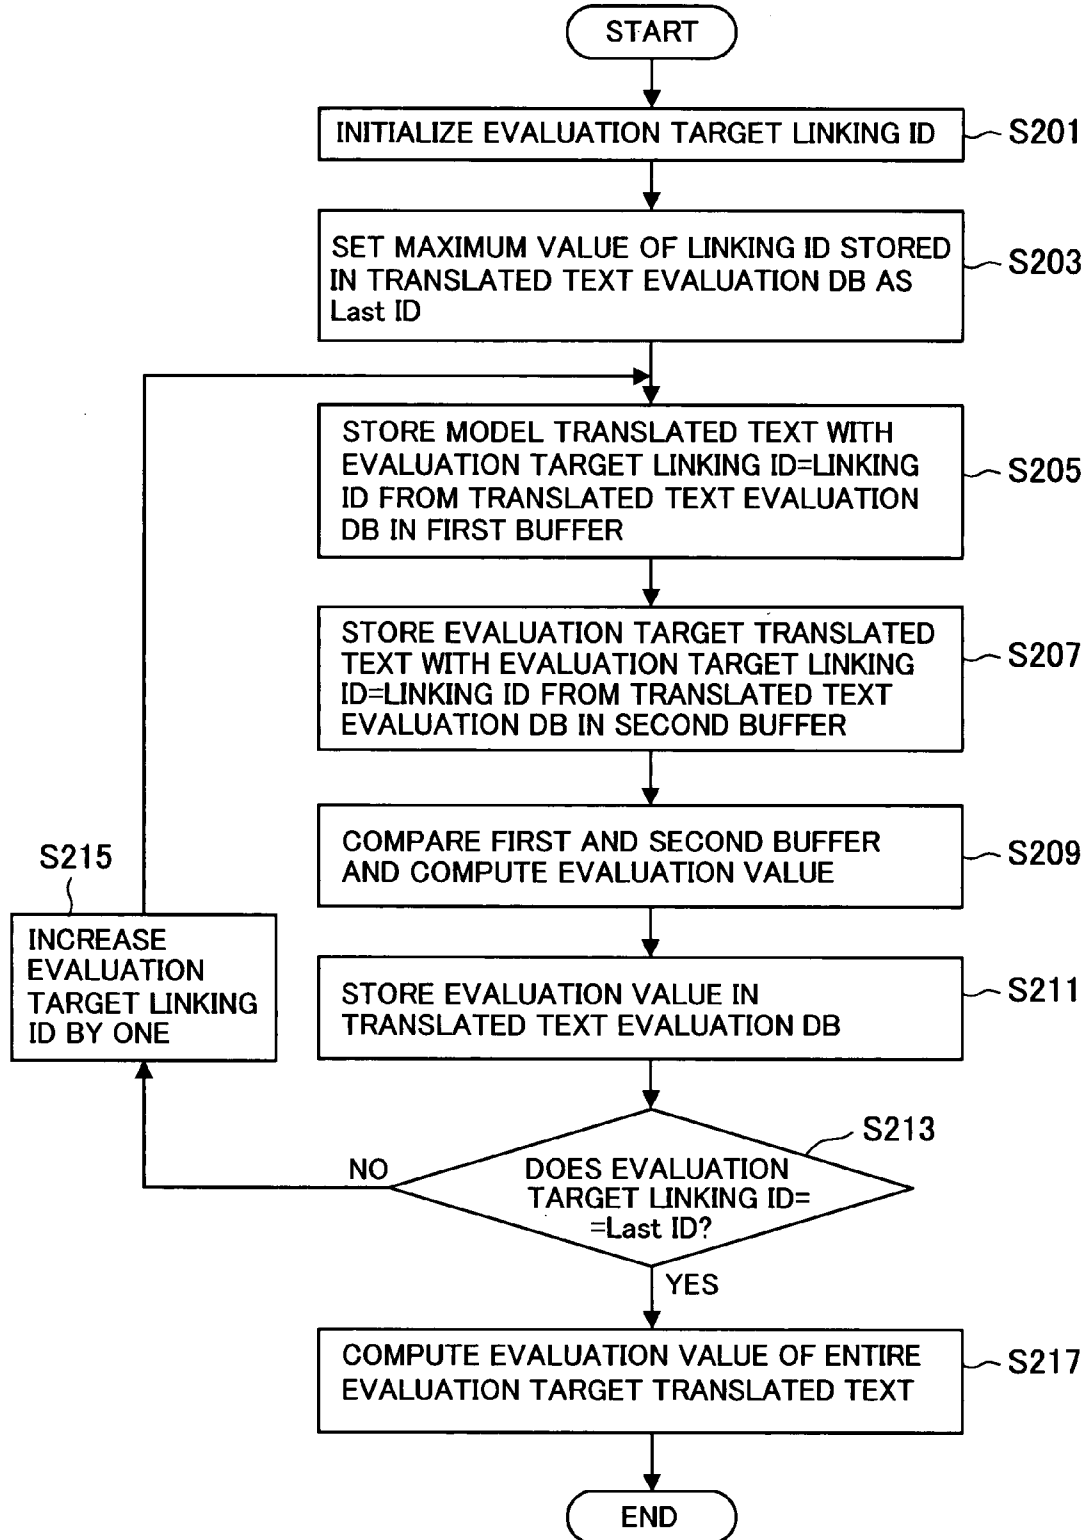 START
INITIALIZE EVALUATION TARGET LINKING ID
S201
SET MAXIMUM VALUE OF LINKING ID STORED
IN TRANSLATED TEXT EVALUATION DB AS
Last ID
S203
STORE MODEL TRANSLATED TEXT WITH
EVALUATION TARGET LINKING ID=LINKING
ID FROM TRANSLATED TEXT EVALUATION
DB IN FIRST BUFFER
S205
STORE EVALUATION TARGET TRANSLATED
TEXT WITH EVALUATION TARGET LINKING
ID=LINKING ID FROM TRANSLATED TEXT
EVALUATION DB IN SECOND BUFFER
S207
COMPARE FIRST AND SECOND BUFFER
AND COMPUTE EVALUATION VALUE
S209
S215
INCREASE
EVALUATION
TARGET LINKING
ID BY ONE
STORE EVALUATION VALUE IN
TRANSLATED TEXT EVALUATION DB
S211
S213
NO
DOES EVALUATION
TARGET LINKING ID=
=Last ID?
YES
COMPUTE EVALUATION VALUE OF ENTIRE
EVALUATION TARGET TRANSLATED TEXT
S217
END